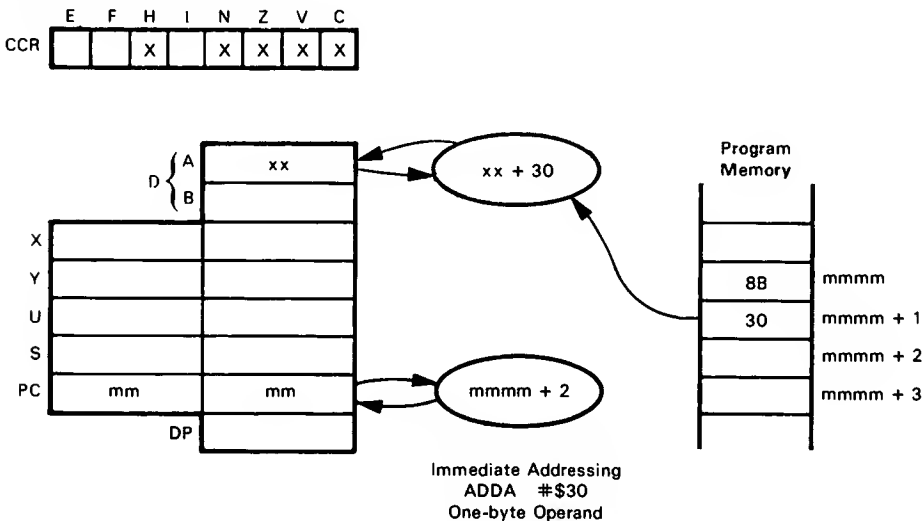 E F H I N Z V C
CCR X X X X X
Program
Memory
D { A xx
B
xx + 30
X
Y
8B mmmm
U
30 mmmm + 1
S
mmmm + 2
PC mm mm
mmmm + 2
mmmm + 3
DP
Immediate Addressing
ADDA #$30
One-byte Operand